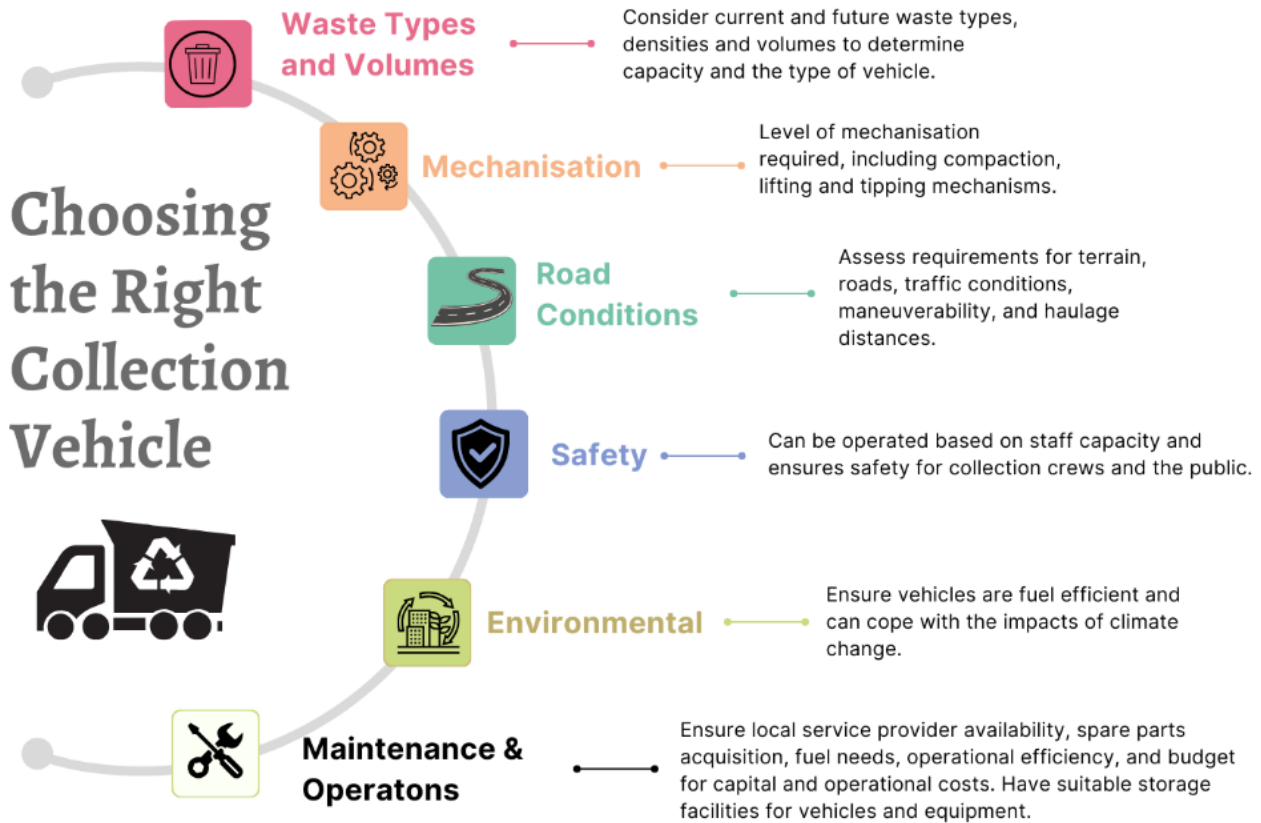 Choosing
the Right
Collection
Vehicle
Waste Types
and Volumes
Consider current and future waste types,
densities and volumes to determine
capacity and the type of vehicle.
Mechanisation
Level of mechanisation
required, including compaction,
lifting and tipping mechanisms.
Road
Conditions
Assess requirements for terrain,
roads, traffic conditions,
maneuverability, and haulage
distances.
Safety
Can be operated based on staff capacity and
ensures safety for collection crews and the public.
Environmental
Ensure vehicles are fuel efficient and
can cope with the impacts of climate
change.
Maintenance &
Operatons
Ensure local service provider availability, spare parts
acquisition, fuel needs, operational efficiency, and budget
for capital and operational costs. Have suitable storage
facilities for vehicles and equipment.